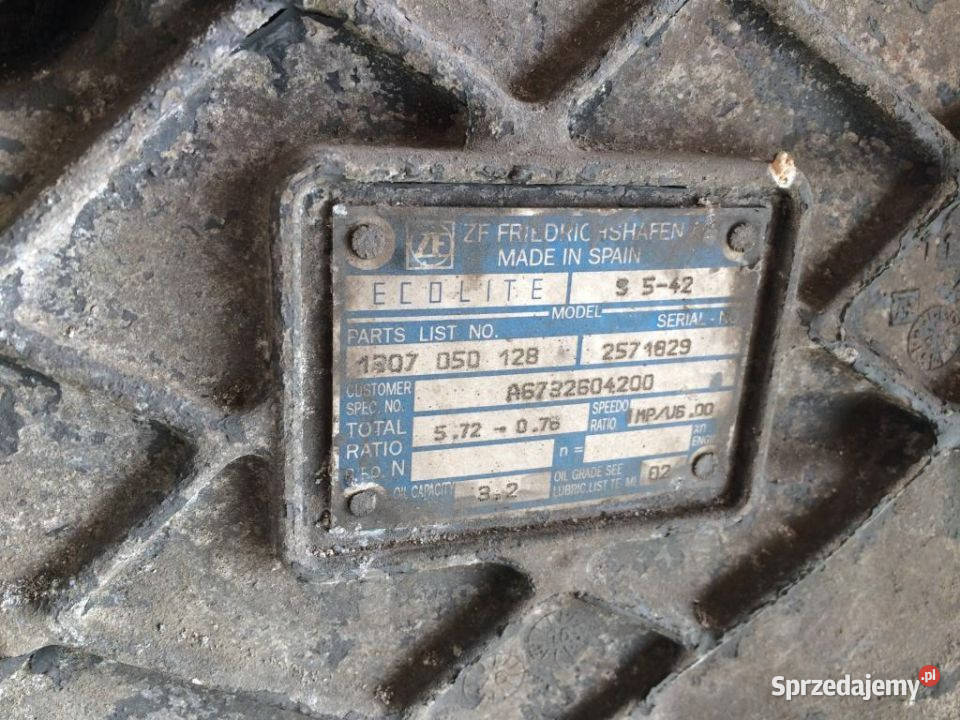 ZF FRIEDRICHSHAFEN
MADE IN SPAIN
ECOLITE S 5-42
MODEL
PARTS LIST NO. SERIAL - N
1307 050 128 2571829
CUSTOMER SPEC. NO. A6732604200
TOTAL RATIO 5.72 - 0.76 SPEEDO RATIO IMP/U6.00
N n =
OIL CAPACITY 3.2 OIL GRADE SEE LUBRIC. LIST TE ML 02
Sprzedajemy.pl